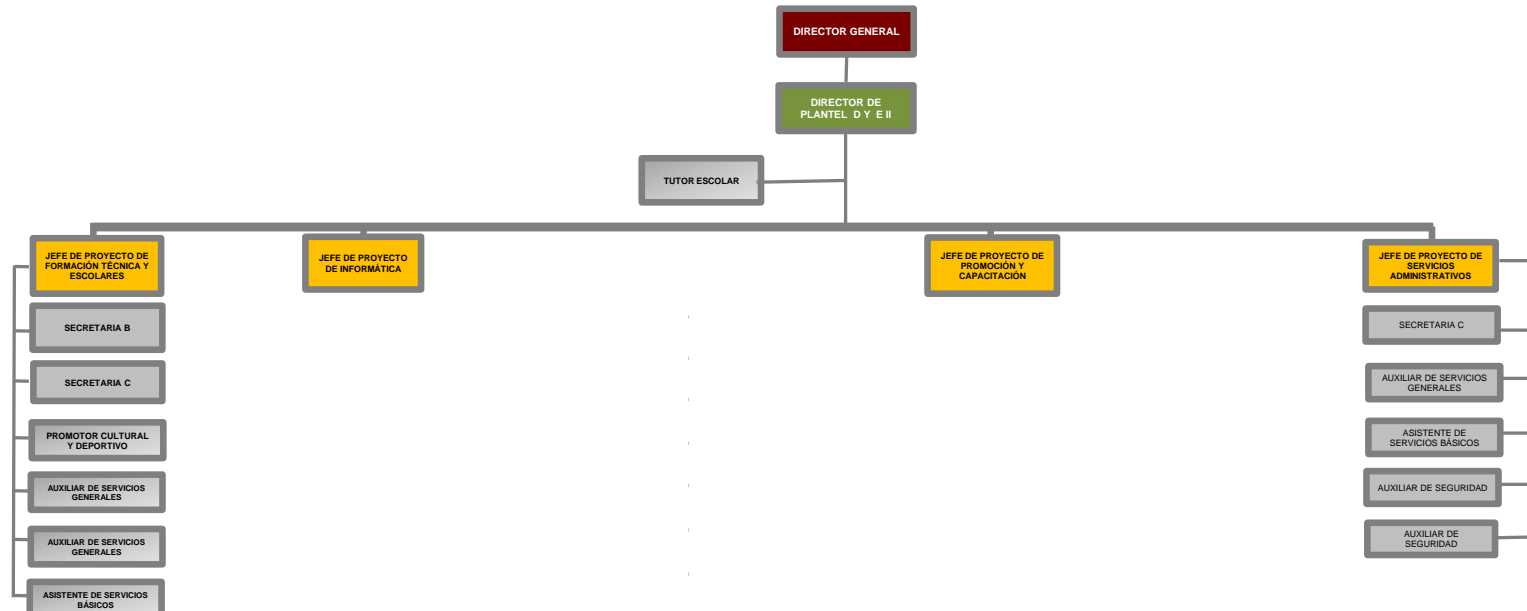 DIRECTOR GENERAL
DIRECTOR DE
PLANTEL D Y E II
TUTOR ESCOLAR
JEFE DE PROYECTO DE
FORMACIÓN TÉCNICA Y
ESCOLARES
JEFE DE PROYECTO
DE INFORMÁTICA
JEFE DE PROYECTO DE
PROMOCIÓN Y
CAPACITACIÓN
JEFE DE PROYECTO DE
SERVICIOS
ADMINISTRATIVOS
SECRETARIA B
SECRETARIA C
PROMOTOR CULTURAL
Y DEPORTIVO
AUXILIAR DE SERVICIOS
GENERALES
AUXILIAR DE SERVICIOS
GENERALES
ASISTENTE DE SERVICIOS
BÁSICOS
SECRETARIA C
AUXILIAR DE SERVICIOS
GENERALES
ASISTENTE DE
SERVICIOS BÁSICOS
AUXILIAR DE SEGURIDAD
AUXILIAR DE
SEGURIDAD